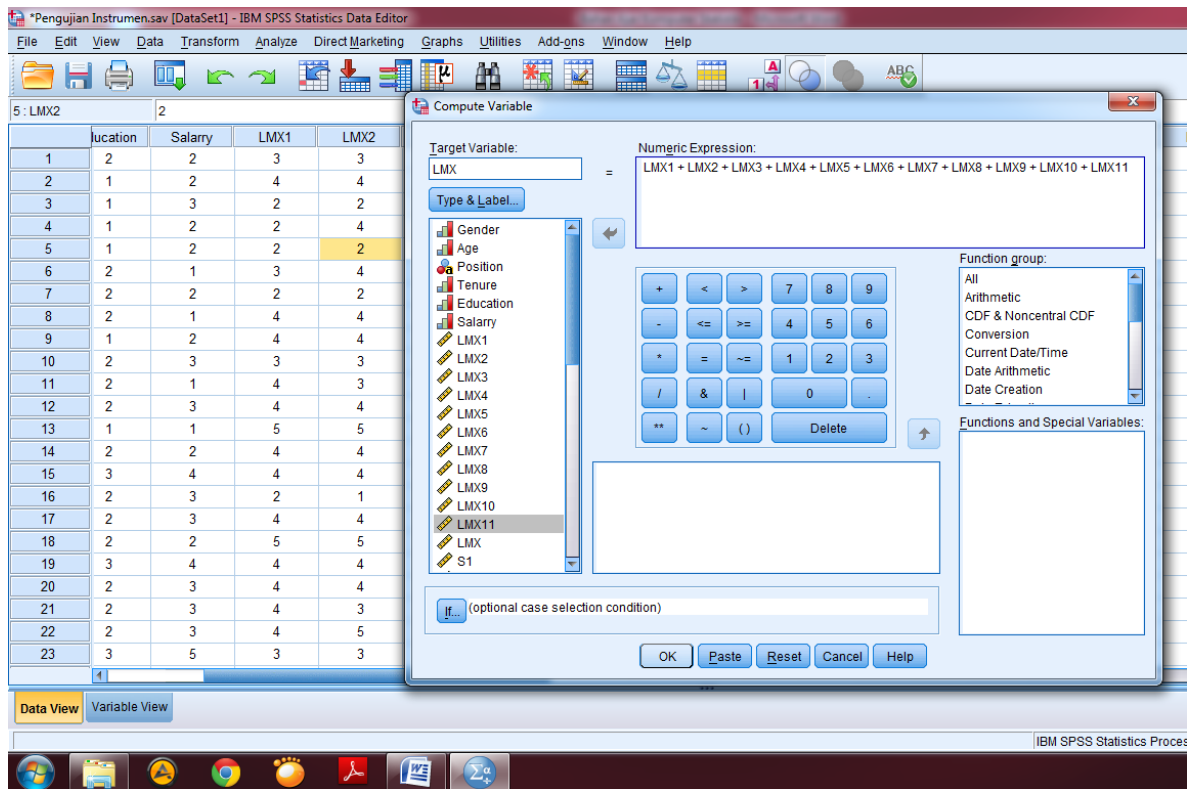 *Pengujian Instrumen.sav [DataSet1] - IBM SPSS Statistics Data Editor
File Edit View Data Transform Analyze Direct Marketing Graphs Utilities Add-ons Window Help
5 : LMX2 2
lucation Salarry LMX1 LMX2
1 2 2 3 3
2 1 2 4 4
3 1 3 2 2
4 1 2 2 4
5 1 2 2 2
6 2 1 3 4
7 2 2 2 2
8 2 1 4 4
9 1 2 4 4
10 2 3 3 3
11 2 1 4 3
12 2 3 4 4
13 1 1 5 5
14 2 2 4 4
15 3 4 4 4
16 2 3 2 1
17 2 3 4 4
18 2 2 5 5
19 3 4 4 4
20 2 3 4 4
21 2 3 4 3
22 2 3 4 5
23 3 5 3 3
Data View Variable View
IBM SPSS Statistics Proces
Compute Variable
Target Variable:
LMX
=
Numeric Expression:
LMX1 + LMX2 + LMX3 + LMX4 + LMX5 + LMX6 + LMX7 + LMX8 + LMX9 + LMX10 + LMX11
Type & Label...
Gender
Age
Position
Tenure
Education
Salarry
LMX1
LMX2
LMX3
LMX4
LMX5
LMX6
LMX7
LMX8
LMX9
LMX10
LMX11
LMX
S1
+ < > 7 8 9
- <= >= 4 5 6
* = ~= 1 2 3
/ & | 0 .
** ~ ( ) Delete
Function group:
All
Arithmetic
CDF & Noncentral CDF
Conversion
Current Date/Time
Date Arithmetic
Date Creation
Functions and Special Variables:
If... (optional case selection condition)
OK Paste Reset Cancel Help